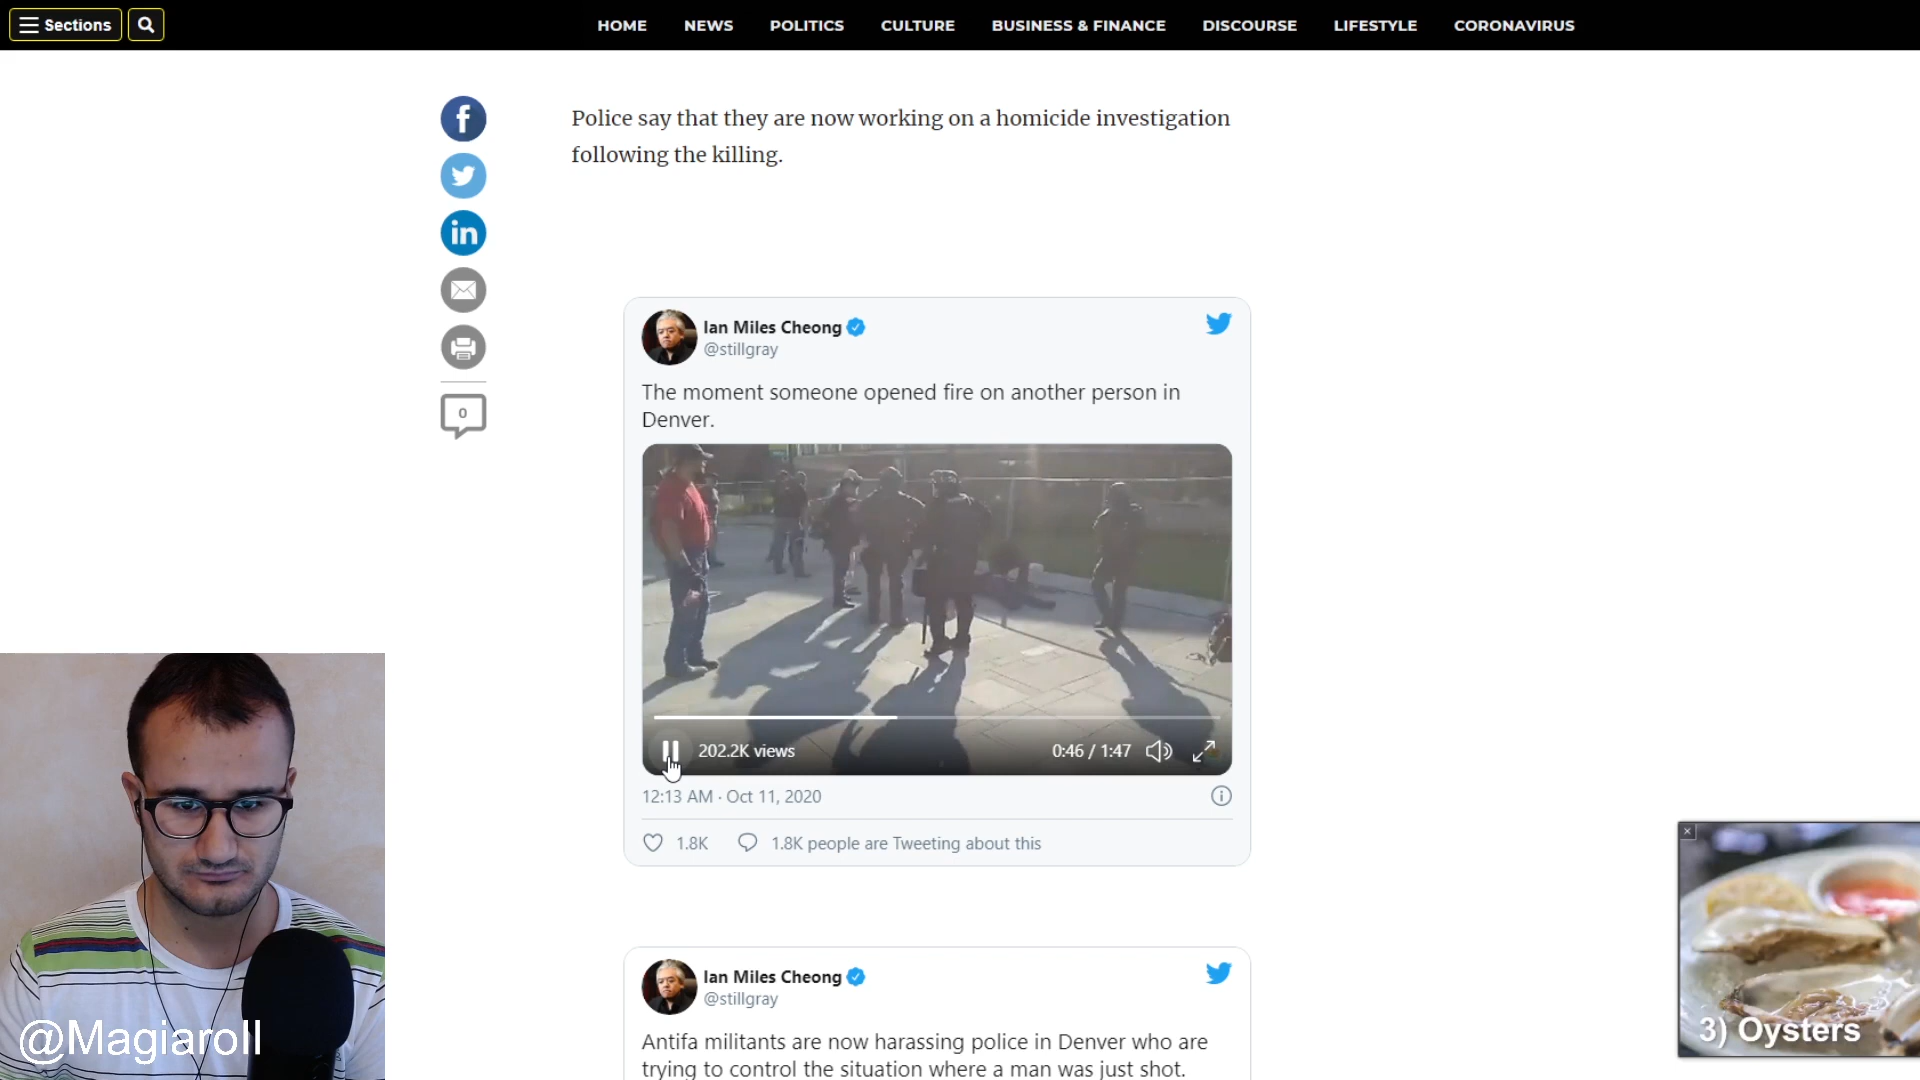 Sections
HOME NEWS POLITICS CULTURE BUSINESS & FINANCE DISCOURSE LIFESTYLE CORONAVIRUS
f
in
0
Police say that they are now working on a homicide investigation
following the killing.
Ian Miles Cheong
@stillgray
The moment someone opened fire on another person in
Denver.
202.2K views
0:46 / 1:47
12:13 AM · Oct 11, 2020
1.8K
1.8K people are Tweeting about this
Ian Miles Cheong
@stillgray
Antifa militants are now harassing police in Denver who are
trying to control the situation where a man was just shot.
@Magiaroll
3) Oysters